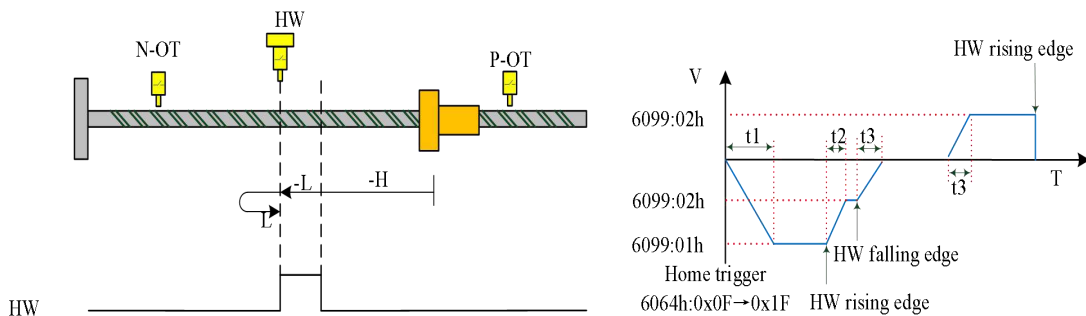 HW
N-OT
P-OT
-L
-H
L
HW
HW rising edge
V
6099:02h
t1
t2
t3
t3
T
6099:02h
6099:01h
HW falling edge
Home trigger
6064h:0x0F→0x1F
HW rising edge